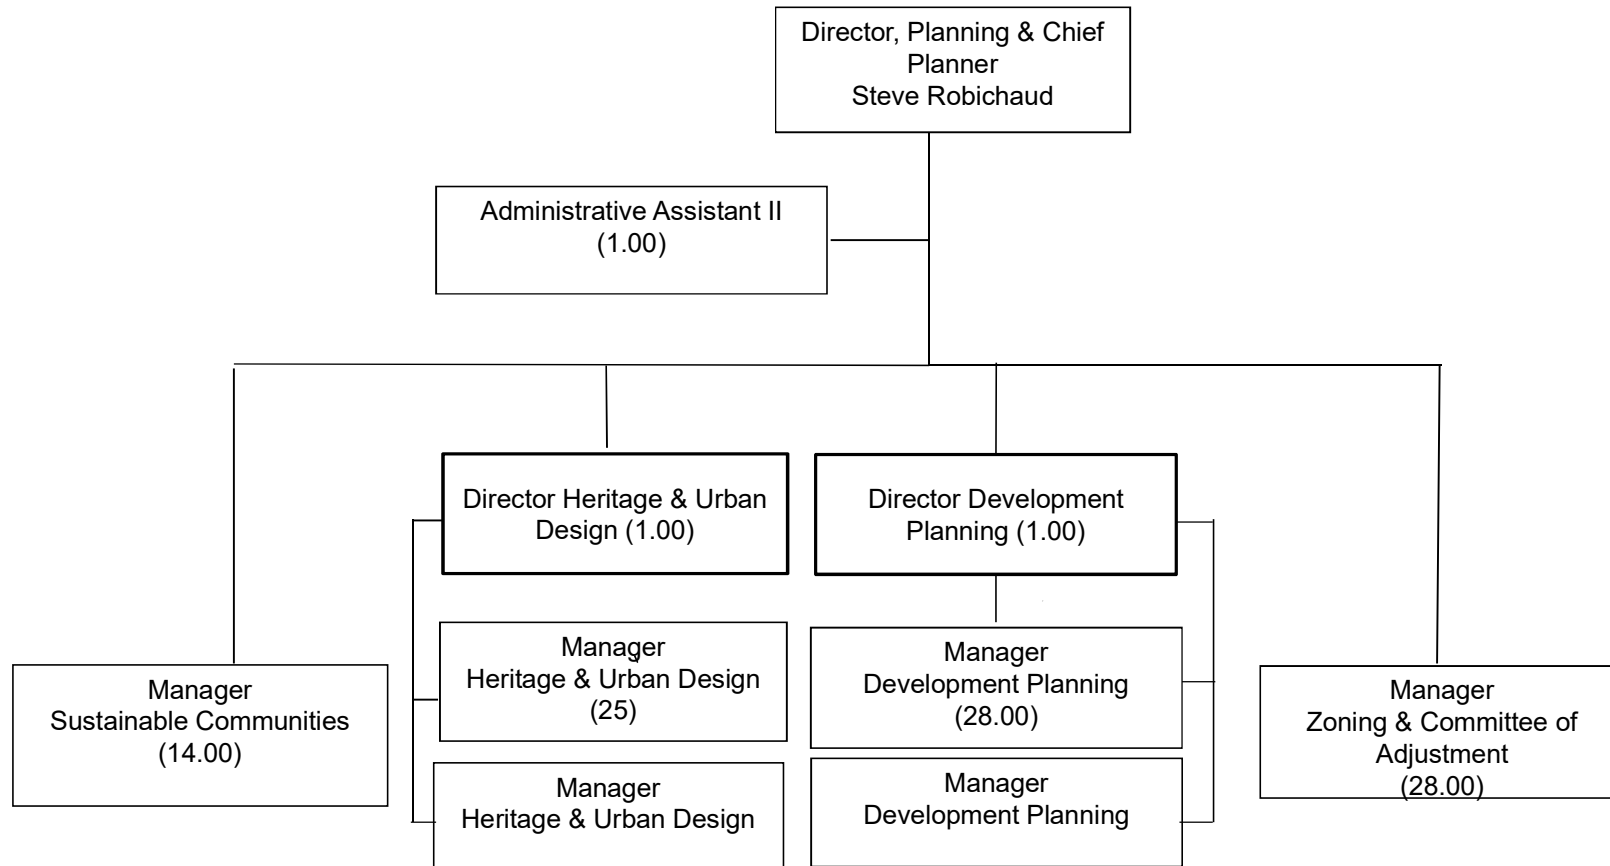 Director, Planning & Chief
Planner
Steve Robichaud
Administrative Assistant II
(1.00)
Director Heritage & Urban
Design (1.00)
Director Development
Planning (1.00)
Manager
Heritage & Urban Design
(25)
Manager
Development Planning
(28.00)
Manager
Sustainable Communities
(14.00)
Manager
Zoning & Committee of
Adjustment
(28.00)
Manager
Heritage & Urban Design
Manager
Development Planning